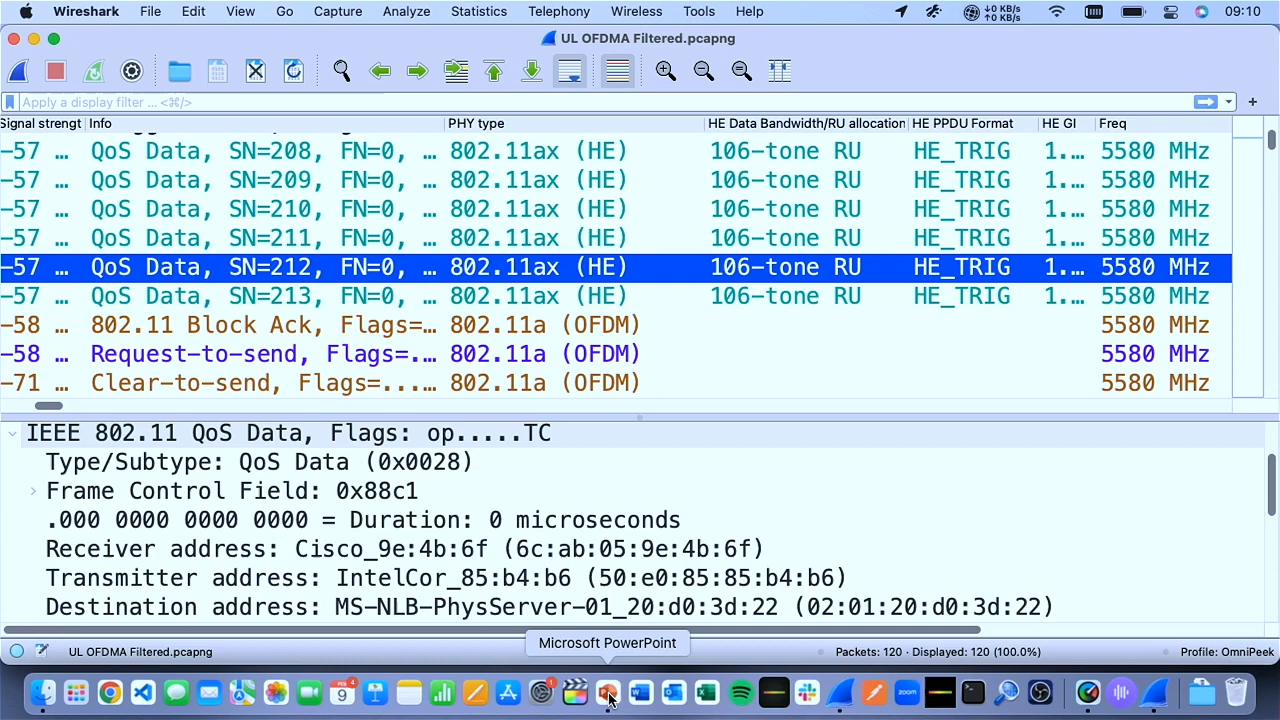 Wireshark File Edit View Go Capture Analyze Statistics Telephony Wireless Tools Help ↓0 KB/s ↑0 KB/s 09:10
UL OFDMA Filtered.pcapng
Apply a display filter ... <⌘/>
Signal strengt Info PHY type HE Data Bandwidth/RU allocation HE PPDU Format HE GI Freq
-57 … QoS Data, SN=208, FN=0, … 802.11ax (HE) 106-tone RU HE_TRIG 1.… 5580 MHz
-57 … QoS Data, SN=209, FN=0, … 802.11ax (HE) 106-tone RU HE_TRIG 1.… 5580 MHz
-57 … QoS Data, SN=210, FN=0, … 802.11ax (HE) 106-tone RU HE_TRIG 1.… 5580 MHz
-57 … QoS Data, SN=211, FN=0, … 802.11ax (HE) 106-tone RU HE_TRIG 1.… 5580 MHz
-57 … QoS Data, SN=212, FN=0, … 802.11ax (HE) 106-tone RU HE_TRIG 1.… 5580 MHz
-57 … QoS Data, SN=213, FN=0, … 802.11ax (HE) 106-tone RU HE_TRIG 1.… 5580 MHz
-58 … 802.11 Block Ack, Flags=… 802.11a (OFDM) 5580 MHz
-58 … Request-to-send, Flags=.… 802.11a (OFDM) 5580 MHz
-71 … Clear-to-send, Flags=...… 802.11a (OFDM) 5580 MHz
IEEE 802.11 QoS Data, Flags: op.....TC
Type/Subtype: QoS Data (0x0028)
Frame Control Field: 0x88c1
.000 0000 0000 0000 = Duration: 0 microseconds
Receiver address: Cisco_9e:4b:6f (6c:ab:05:9e:4b:6f)
Transmitter address: IntelCor_85:b4:b6 (50:e0:85:85:b4:b6)
Destination address: MS-NLB-PhysServer-01_20:d0:3d:22 (02:01:20:d0:3d:22)
Microsoft PowerPoint
UL OFDMA Filtered.pcapng Packets: 120 · Displayed: 120 (100.0%) Profile: OmniPeek
4
9
1
zoom